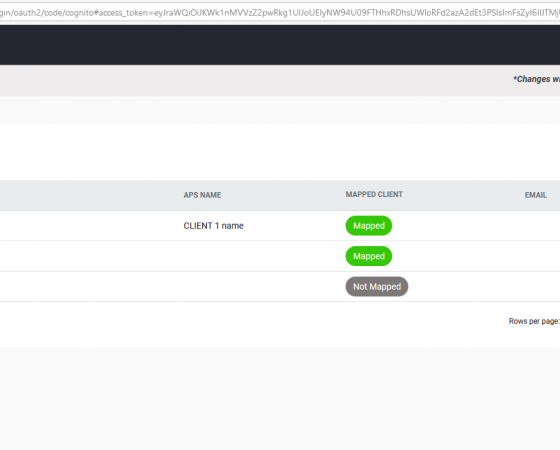 gin/oauth2/code/cognito#access_token=
*Changes wi
APS NAME MAPPED CLIENT EMAIL
CLIENT 1 name Mapped
Mapped
Not Mapped
Rows per page: